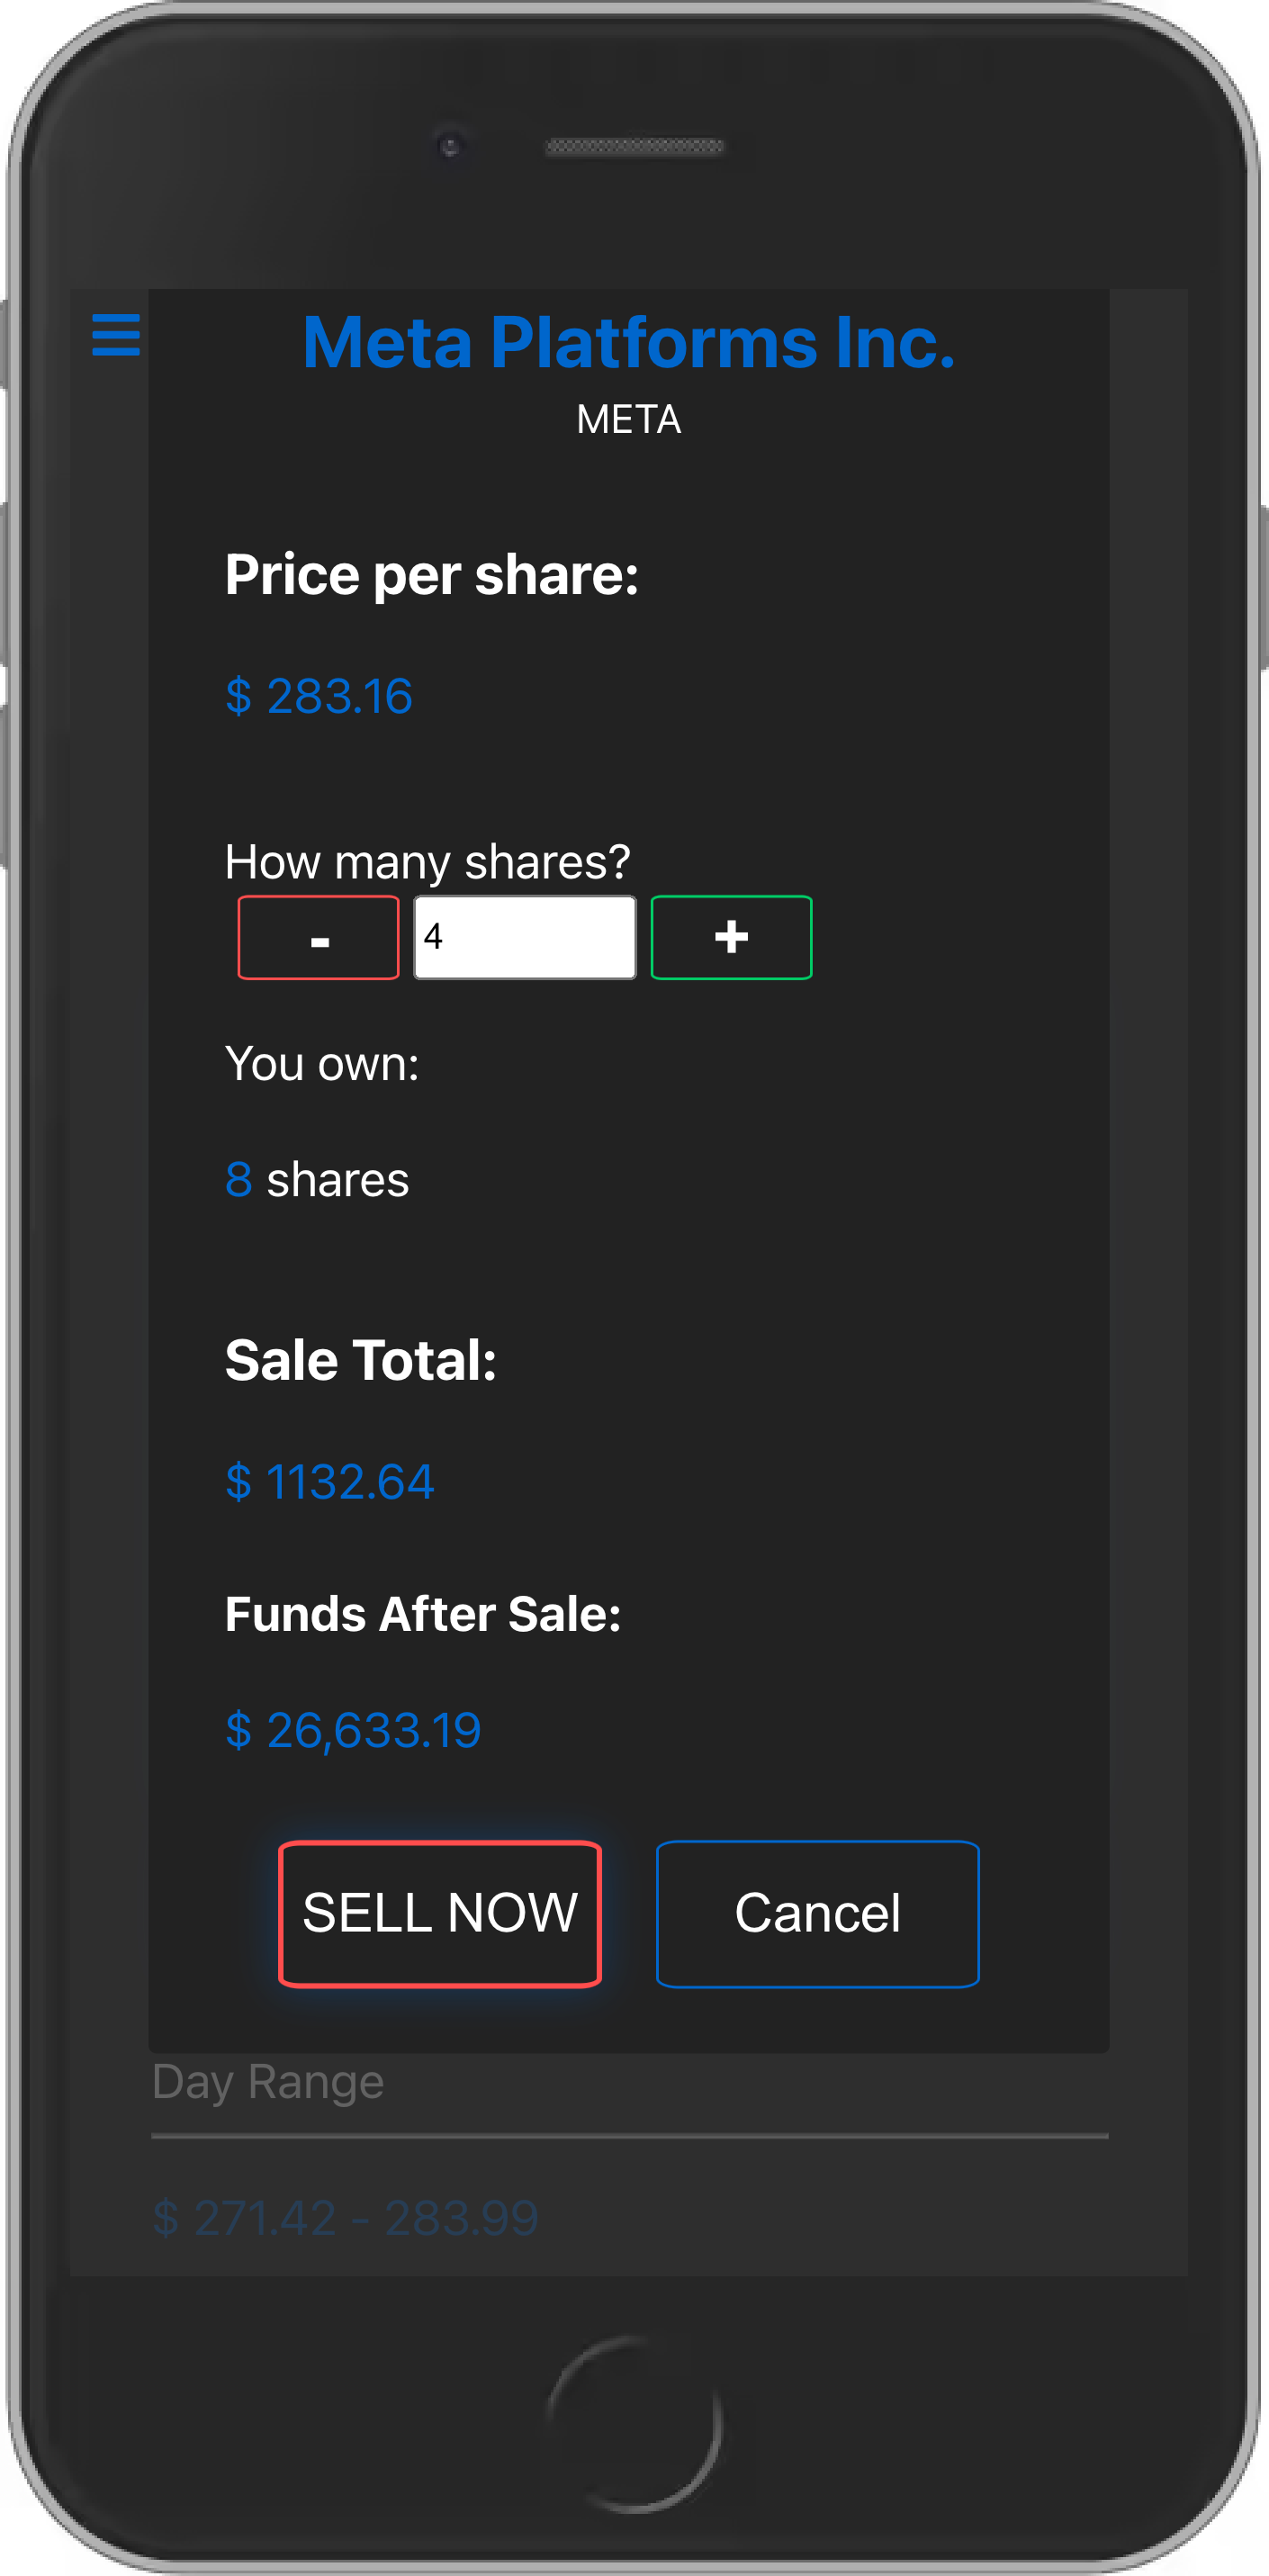 Meta Platforms Inc.
META
Price per share:
$ 283.16
How many shares?
- 4 +
You own:
8 shares
Sale Total:
$ 1132.64
Funds After Sale:
$ 26,633.19
SELL NOW Cancel
Day Range
$ 271.42 - 283.99